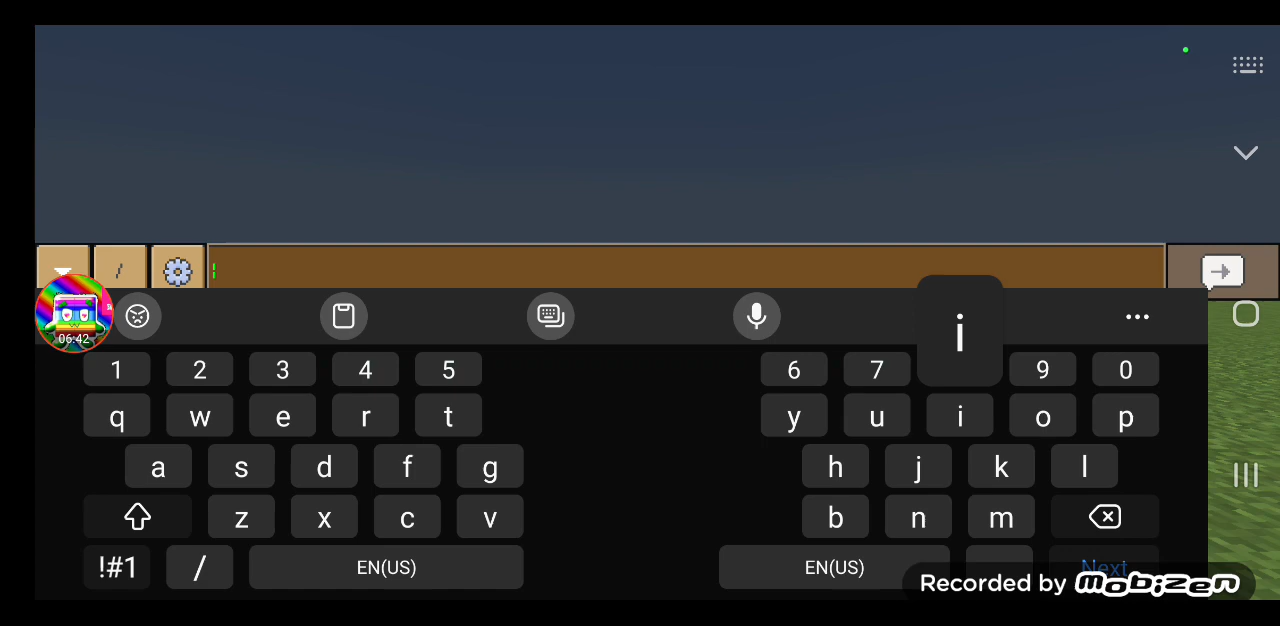 /
i
06:42
1 2 3 4 5 6 7 9 0
q w e r t y u i o p
a s d f g h j k l
z x c v b n m
!#1 / EN(US) EN(US) Next
Recorded by mobizen